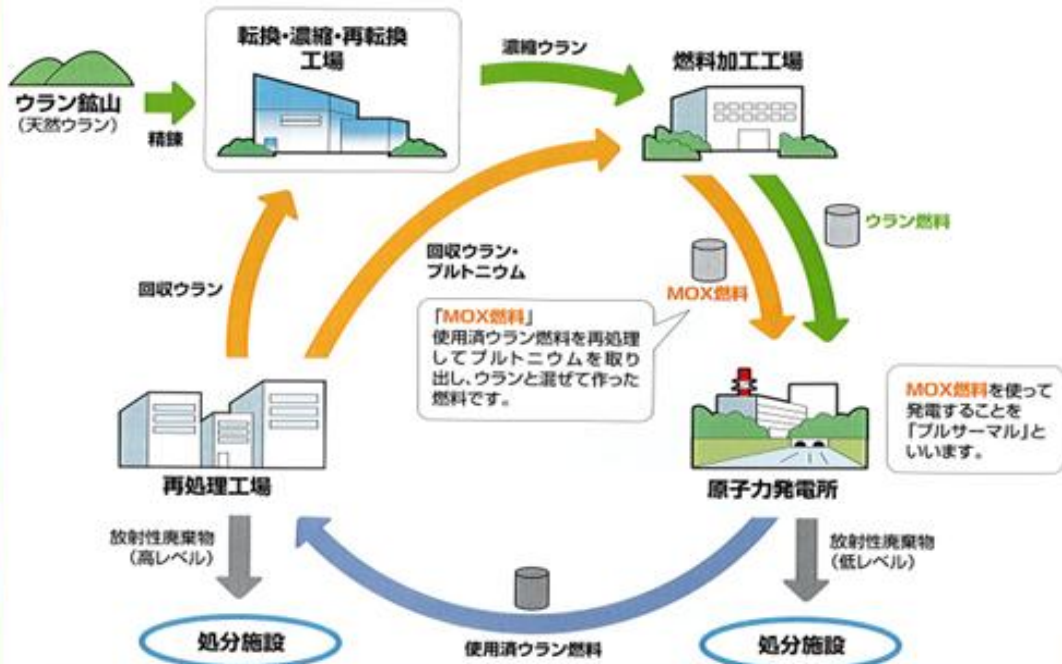 転換・濃縮・再転換
工場
濃縮ウラン
燃料加工工場
ウラン鉱山
(天然ウラン)
精錬
ウラン燃料
回収ウラン・
プルトニウム
回収ウラン
MOX燃料
「MOX燃料」
使用済ウラン燃料を再処理
してプルトニウムを取り
出し、ウランと混ぜて作った
燃料です。
MOX燃料を使って
発電することを
「プルサーマル」と
いいます。
再処理工場
原子力発電所
放射性廃棄物
(高レベル)
放射性廃棄物
(低レベル)
処分施設
使用済ウラン燃料
処分施設